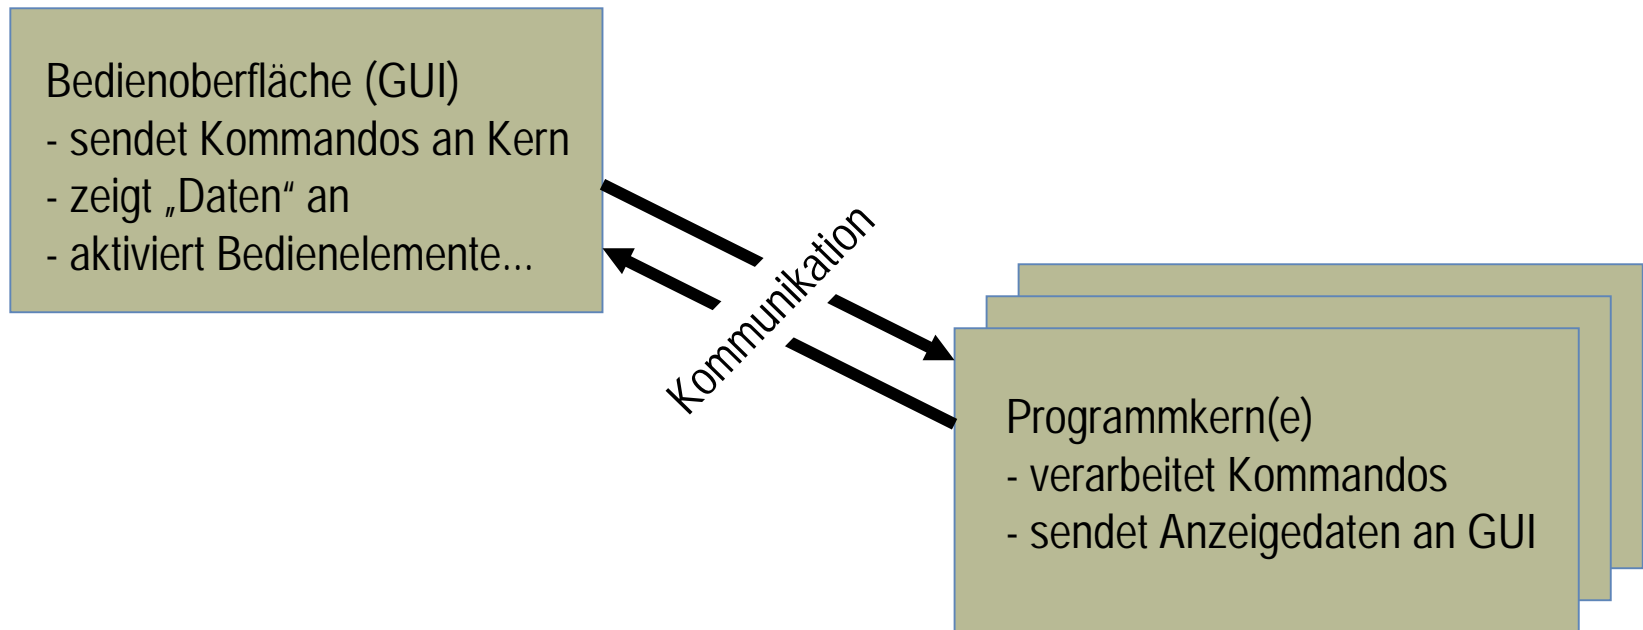 Bedienoberfläche (GUI)
- sendet Kommandos an Kern
- zeigt „Daten“ an
- aktiviert Bedienelemente...
Kommunikation
Programmkern(e)
- verarbeitet Kommandos
- sendet Anzeigedaten an GUI